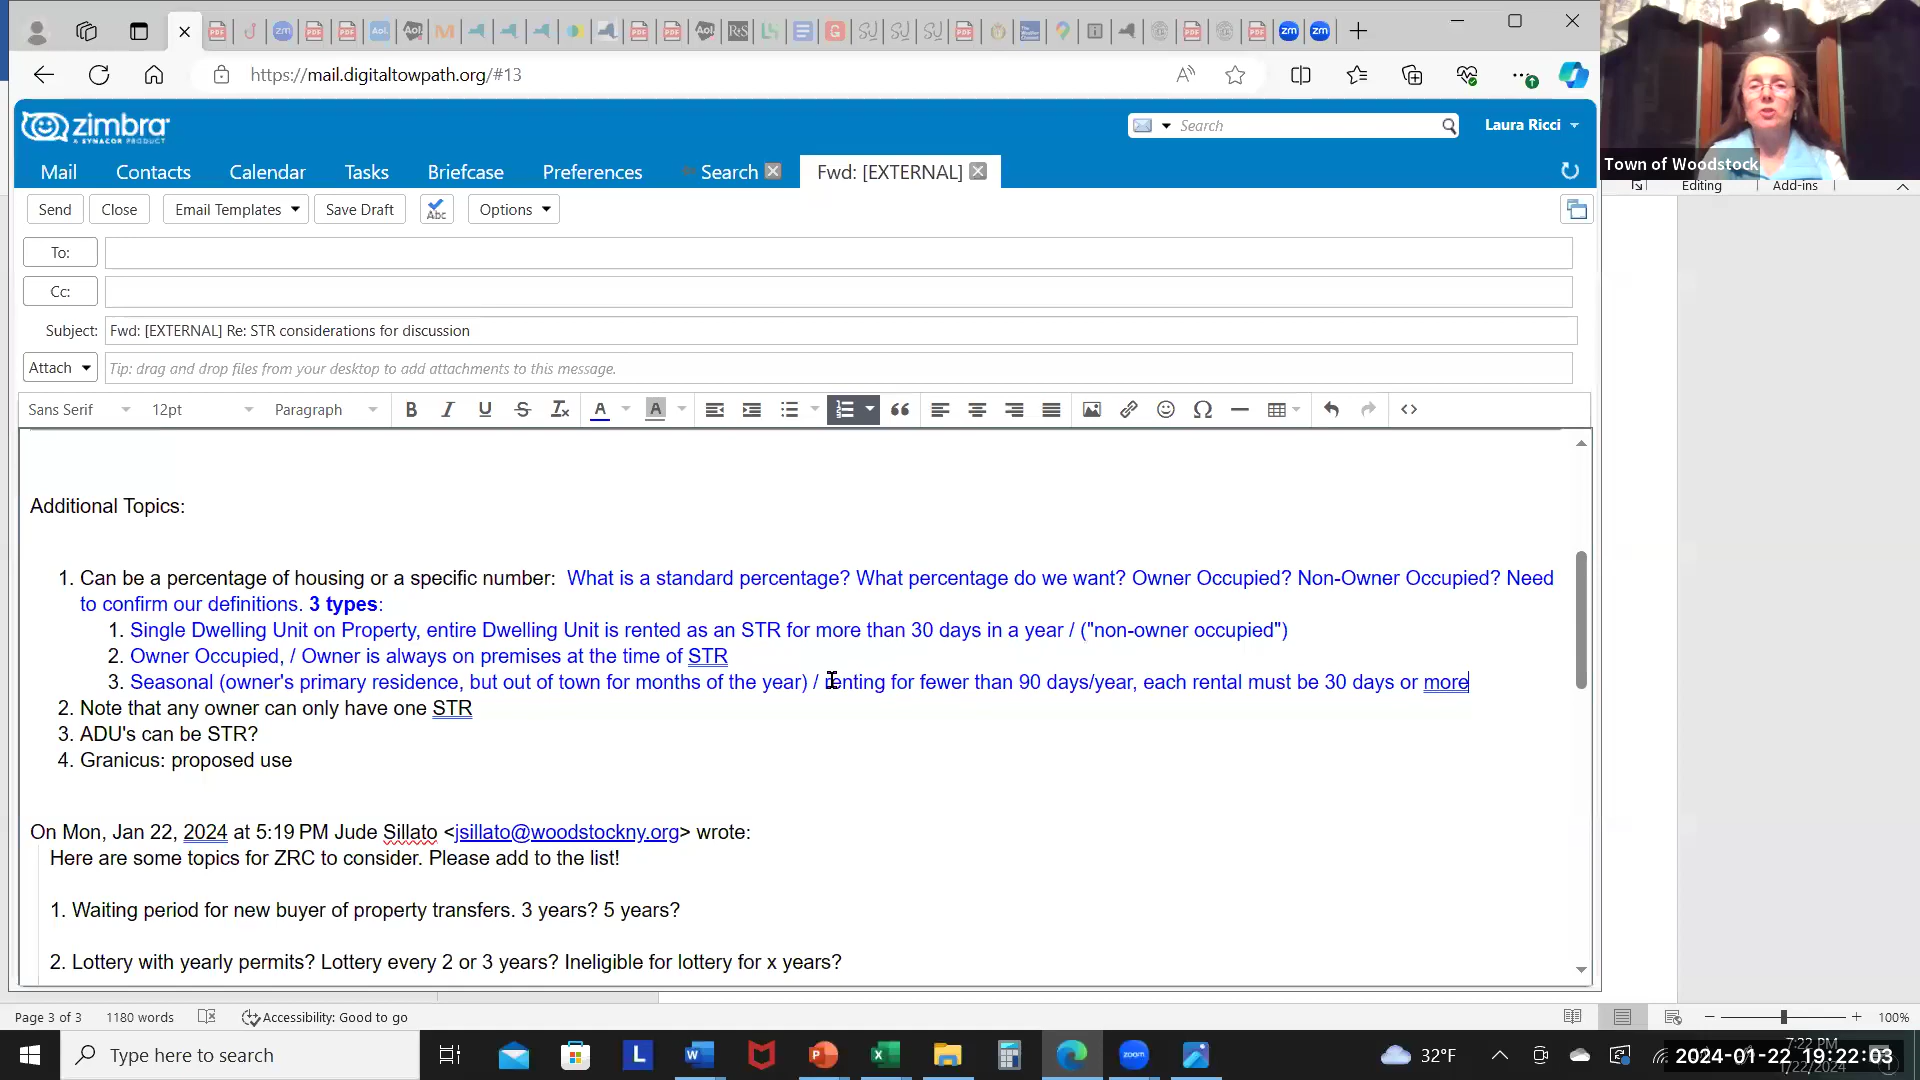 https://mail.digitaltowpath.org/#13
zimbra
A SYNACOR PRODUCT
Search
Laura Ricci
Town of Woodstock
Mail Contacts Calendar Tasks Briefcase Preferences Search Fwd: [EXTERNAL]
Editing Add-ins
Send Close Email Templates Save Draft Abc Options
To:
Cc:
Subject: Fwd: [EXTERNAL] Re: STR considerations for discussion
Attach Tip: drag and drop files from your desktop to add attachments to this message.
Sans Serif 12pt Paragraph B I U S Tx A A
Additional Topics:
1. Can be a percentage of housing or a specific number: What is a standard percentage? What percentage do we want? Owner Occupied? Non-Owner Occupied? Need
to confirm our definitions. 3 types:
1. Single Dwelling Unit on Property, entire Dwelling Unit is rented as an STR for more than 30 days in a year / ("non-owner occupied")
2. Owner Occupied, / Owner is always on premises at the time of STR
3. Seasonal (owner's primary residence, but out of town for months of the year) / renting for fewer than 90 days/year, each rental must be 30 days or more
2. Note that any owner can only have one STR
3. ADU's can be STR?
4. Granicus: proposed use
On Mon, Jan 22, 2024 at 5:19 PM Jude Sillato <jsillato@woodstockny.org> wrote:
Here are some topics for ZRC to consider. Please add to the list!
1. Waiting period for new buyer of property transfers. 3 years? 5 years?
2. Lottery with yearly permits? Lottery every 2 or 3 years? Ineligible for lottery for x years?
Page 3 of 3 1180 words Accessibility: Good to go 100%
Type here to search
32°F
7:22 PM
2024-01-22 19:22:03
1/22/2024